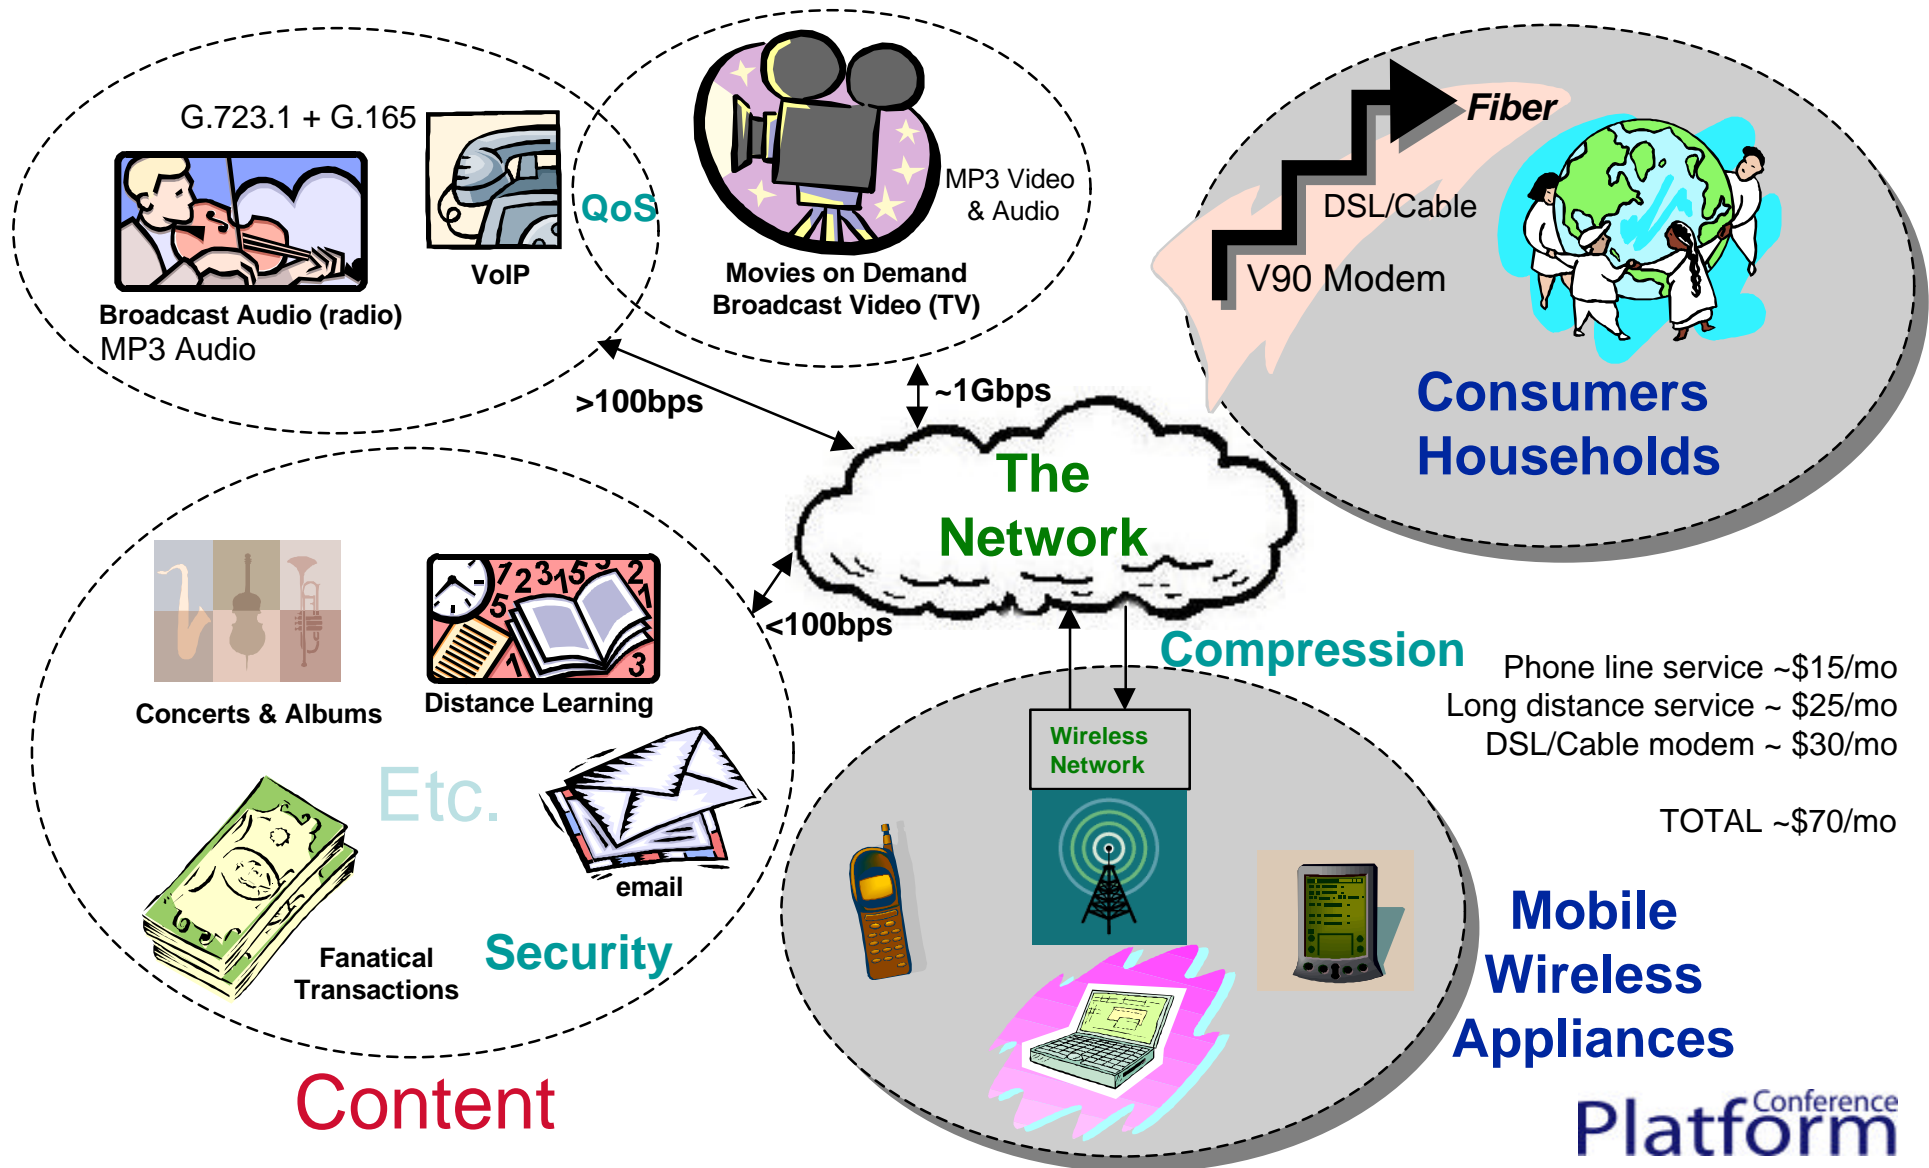 G.723.1 + G.165
VoIP
Broadcast Audio (radio)
MP3 Audio
QoS
MP3 Video
& Audio
Movies on Demand
Broadcast Video (TV)
Fiber
DSL/Cable
V90 Modem
Consumers
Households
>100bps
~1Gbps
The
Network
<100bps
Concerts & Albums
Distance Learning
Etc.
email
Fanatical
Transactions
Security
Content
Compression
Wireless
Network
Phone line service ~$15/mo
Long distance service ~ $25/mo
DSL/Cable modem ~ $30/mo
TOTAL ~$70/mo
Mobile
Wireless
Appliances
Platform Conference